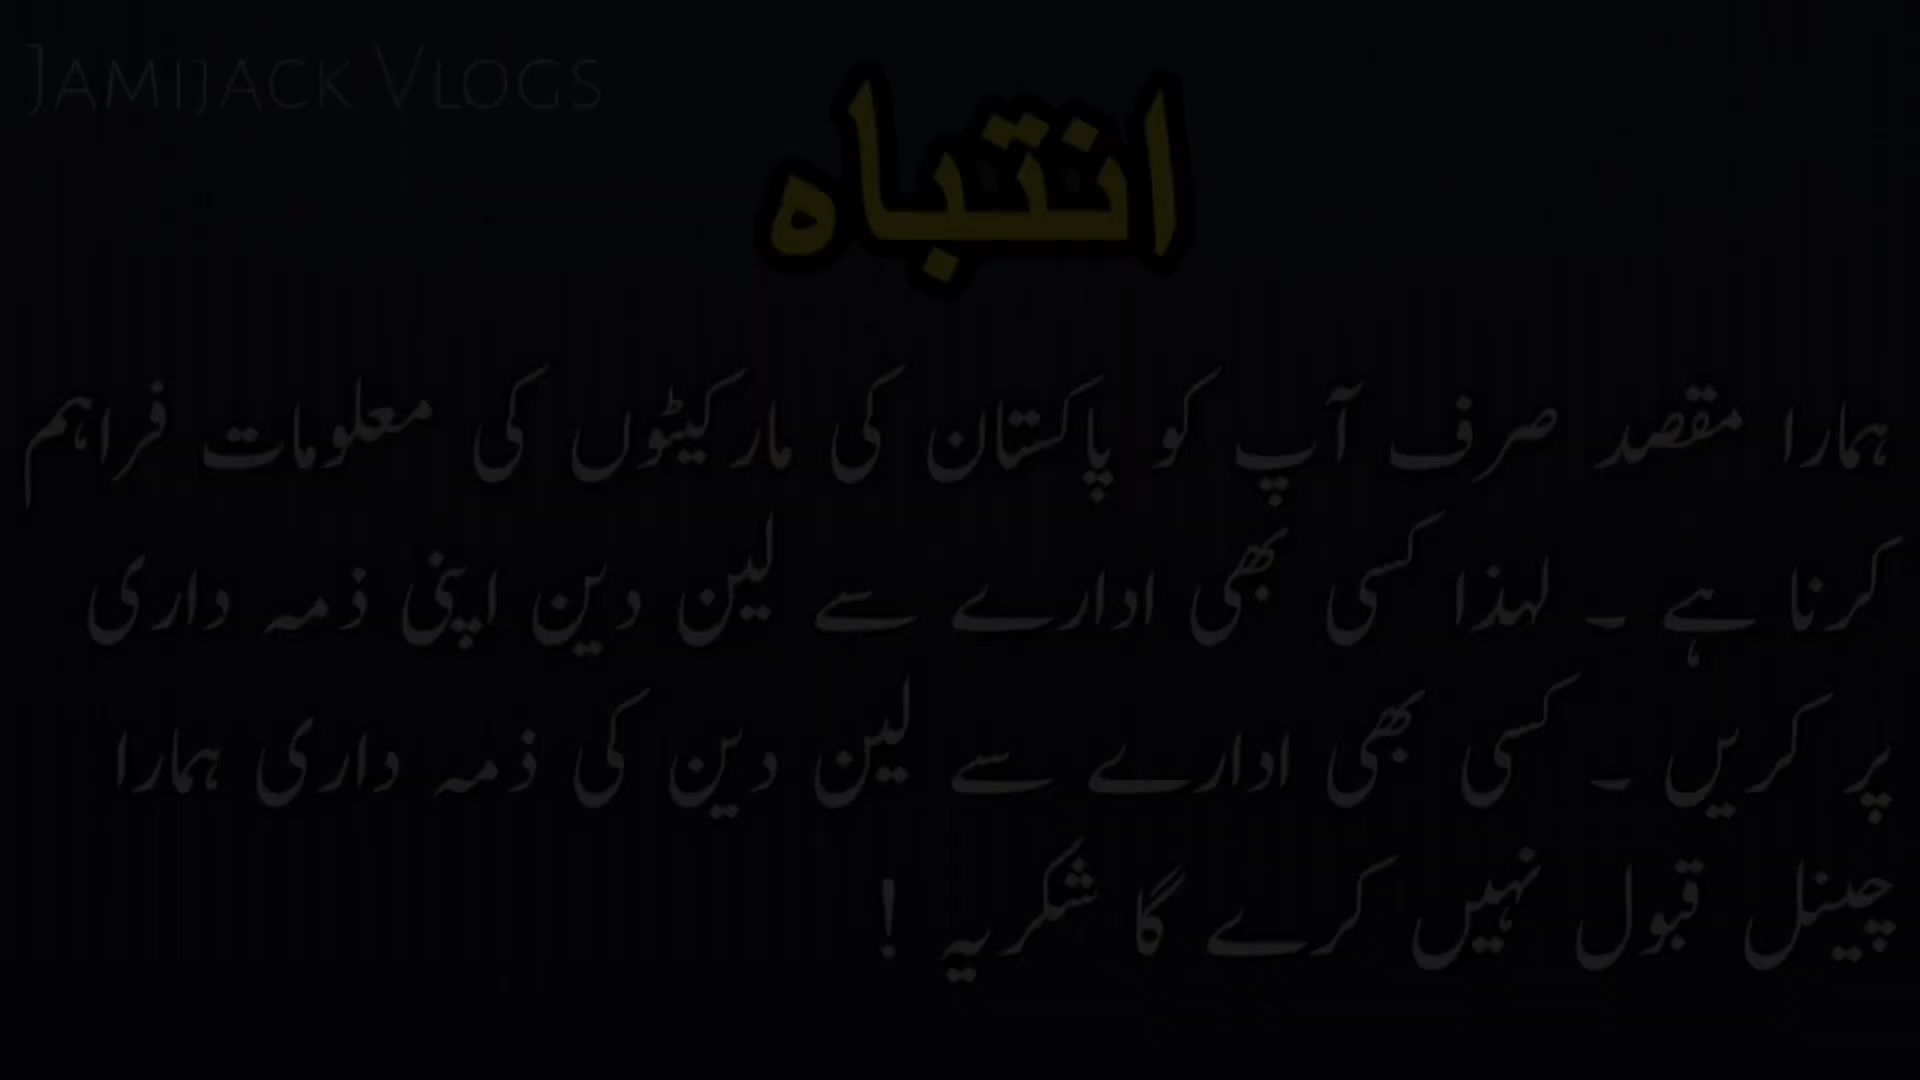 Jamijack Vlogs
انتباہ
ہمارا مقصد صرف آپ کو پاکستان کی مارکیٹوں کی معلومات فراہم
کرنا ہے ۔ لہذا کسی بھی ادارے سے لین دین اپنی ذمہ داری
پر کریں ۔ کسی بھی ادارے سے لین دین کی ذمہ داری ہمارا
چینل قبول نہیں کرے گا شکریہ !